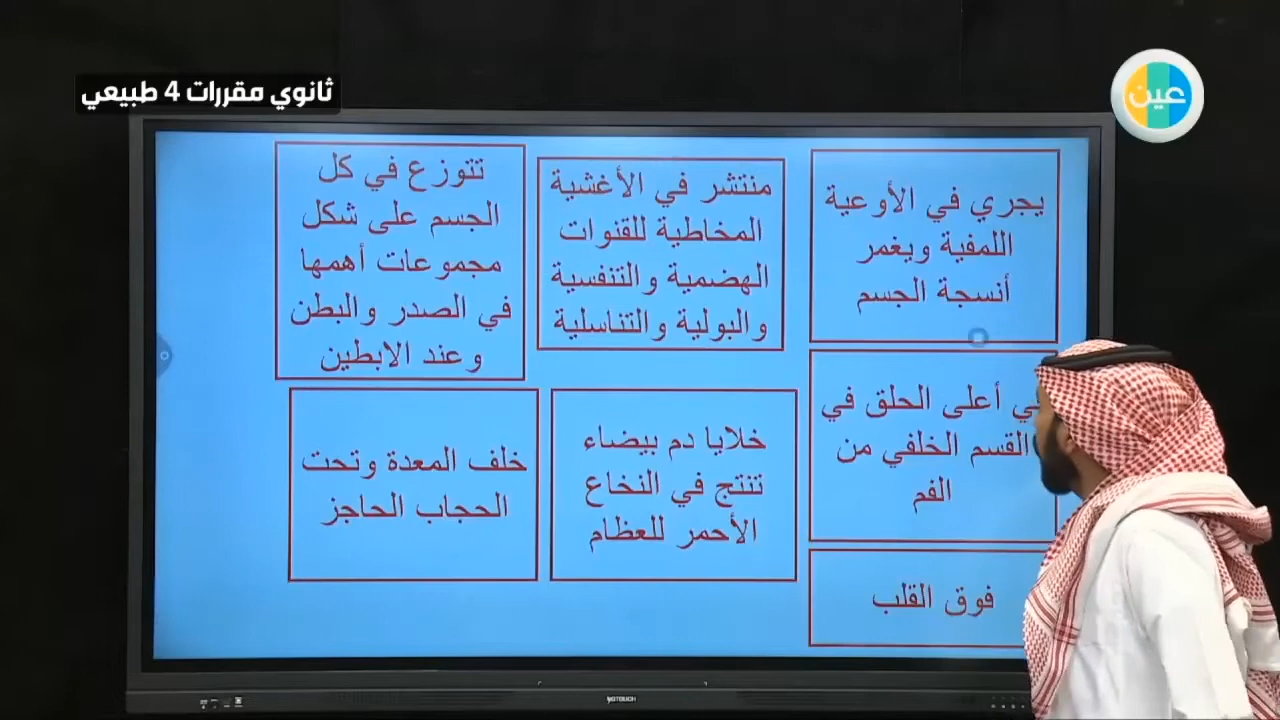 ثانوي مقررات 4 طبيعي
عين
يجري في الأوعية
اللمفية ويغمر
أنسجة الجسم
منتشر في الأغشية
المخاطية للقنوات
الهضمية والتنفسية
والبولية والتناسلية
تتوزع في كل
الجسم على شكل
مجموعات أهمها
في الصدر والبطن
وعند الابطين
أعلى الحلق في
القسم الخلفي من
الفم
خلايا دم بيضاء
تنتج في النخاع
الأحمر للعظام
خلف المعدة وتحت
الحجاب الحاجز
فوق القلب